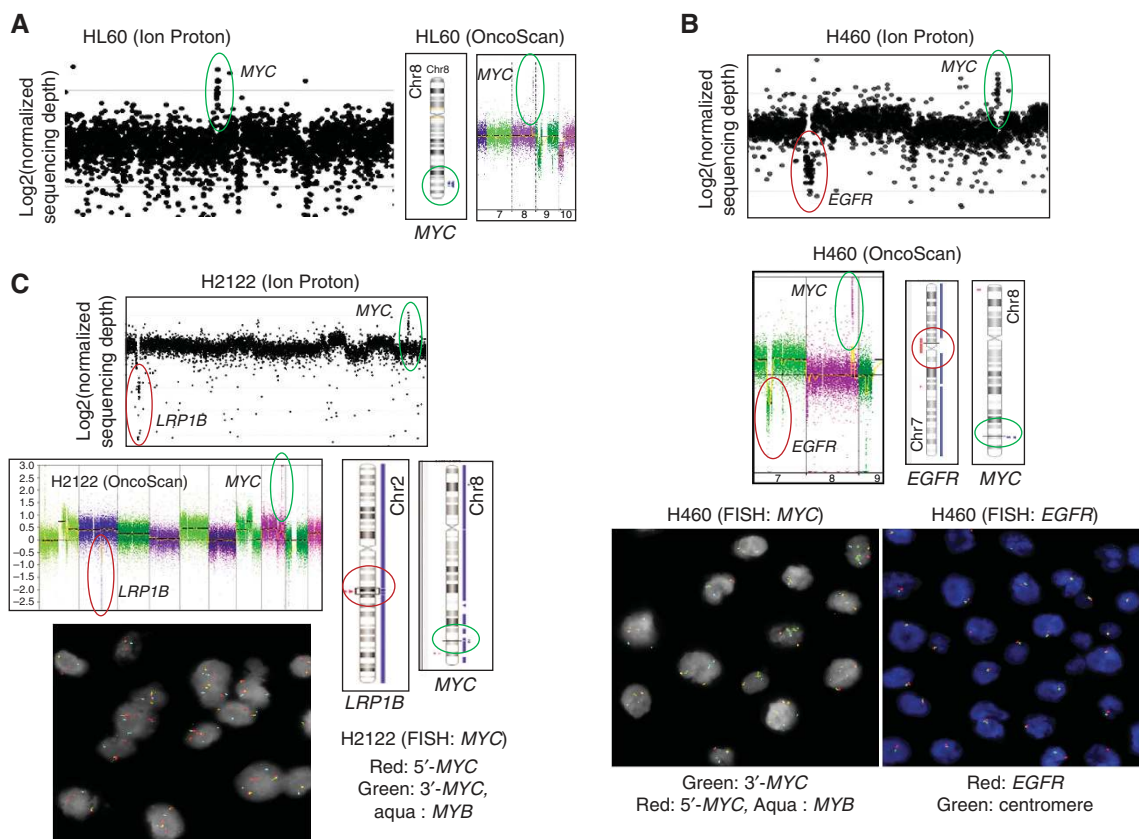 A
HL60 (Ion Proton)
Log2(normalized
sequencing depth)
MYC
Chr8
Chr8
MYC
HL60 (OncoScan)
MYC
7 8 9 10
B
H460 (Ion Proton)
Log2(normalized
sequencing depth)
MYC
EGFR
H460 (OncoScan)
MYC
EGFR
7 8 9
Chr7
EGFR
Chr8
MYC
H460 (FISH: MYC)
Green: 3′-MYC
Red: 5′-MYC, Aqua : MYB
H460 (FISH: EGFR)
Red: EGFR
Green: centromere
C
H2122 (Ion Proton)
Log2(normalized
sequencing depth)
MYC
LRP1B
3.0
2.5
2.0
1.5
1.0
0.5
0
−0.5
−1.0
−1.5
−2.0
−2.5
H2122 (OncoScan)
MYC
LRP1B
Chr2
LRP1B
Chr8
MYC
H2122 (FISH: MYC)
Red: 5′-MYC
Green: 3′-MYC,
aqua : MYB